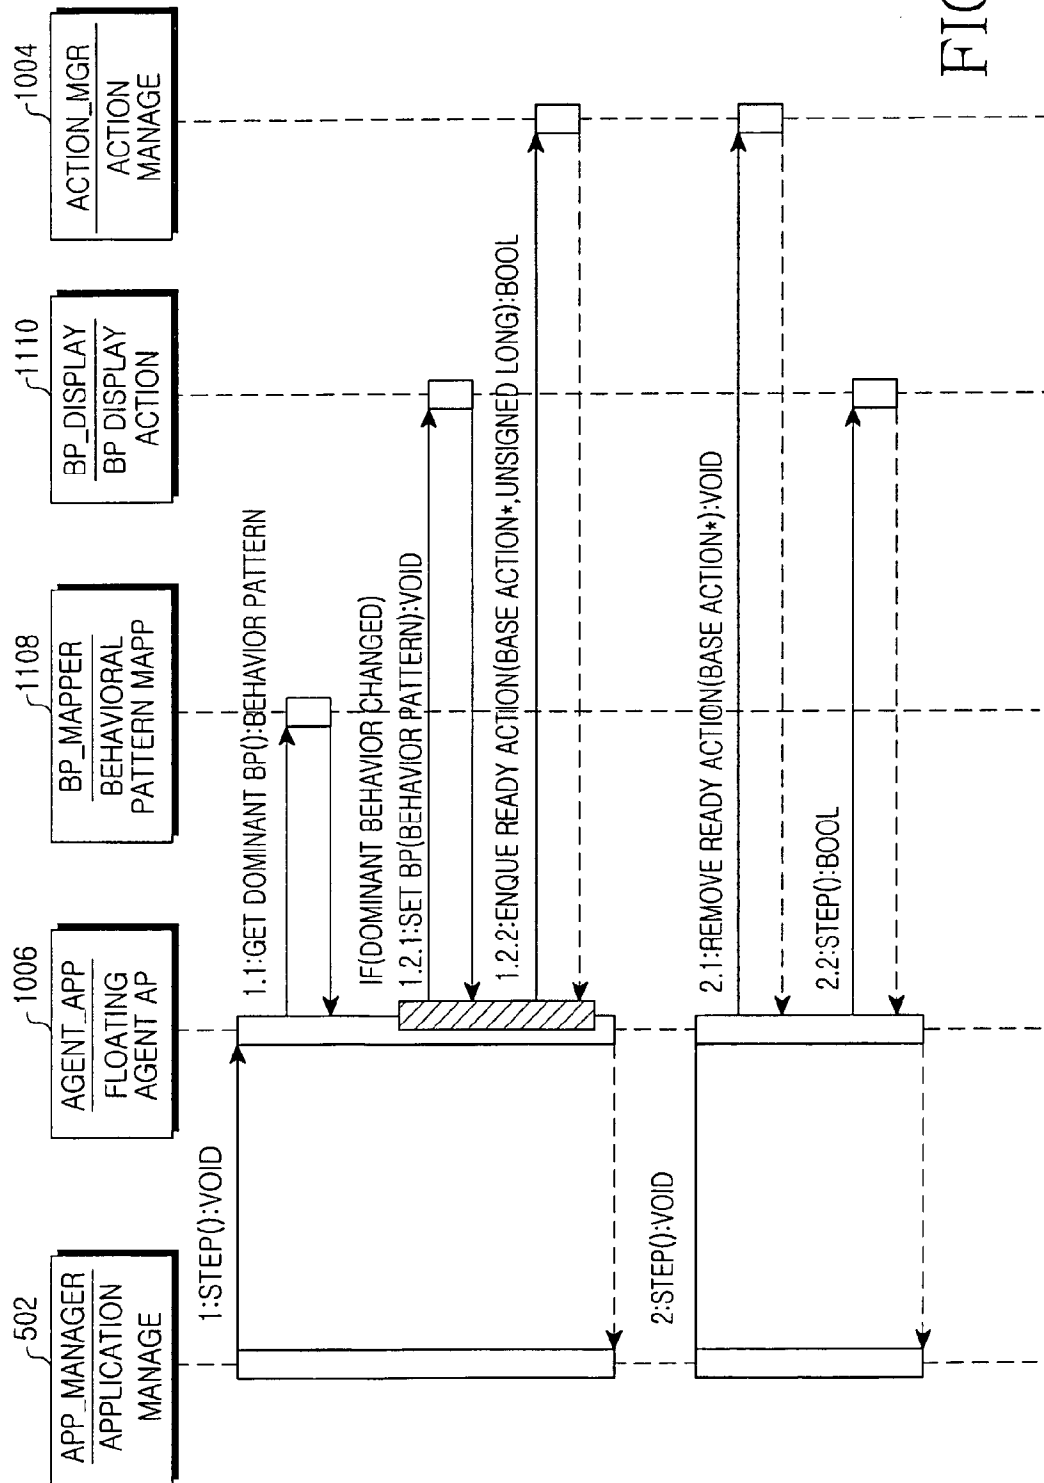 502
APP_MANAGER
APPLICATION
MANAGE
1006
AGENT_APP
FLOATING
AGENT AP
1108
BP_MAPPER
BEHAVIORAL
PATTERN MAPP
1110
BP_DISPLAY
BP DISPLAY
ACTION
1004
ACTION_MGR
ACTION
MANAGE
1:STEP():VOID
1.1:GET DOMINANT BP():BEHAVIOR PATTERN
IF(DOMINANT BEHAVIOR CHANGED)
1.2.1:SET BP(BEHAVIOR PATTERN):VOID
1.2.2:ENQUE READY ACTION(BASE ACTION*,UNSIGNED LONG):BOOL
2:STEP():VOID
2.1:REMOVE READY ACTION(BASE ACTION*):VOID
2.2:STEP():BOOL